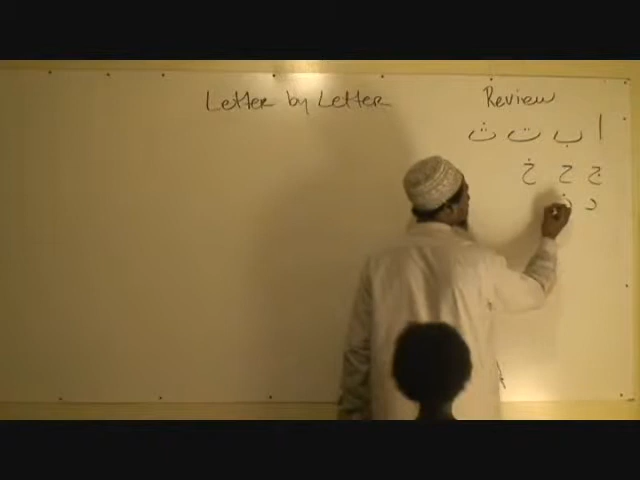 Letter by Letter
Review
ا ب ت ث
ج ح خ
د ذ